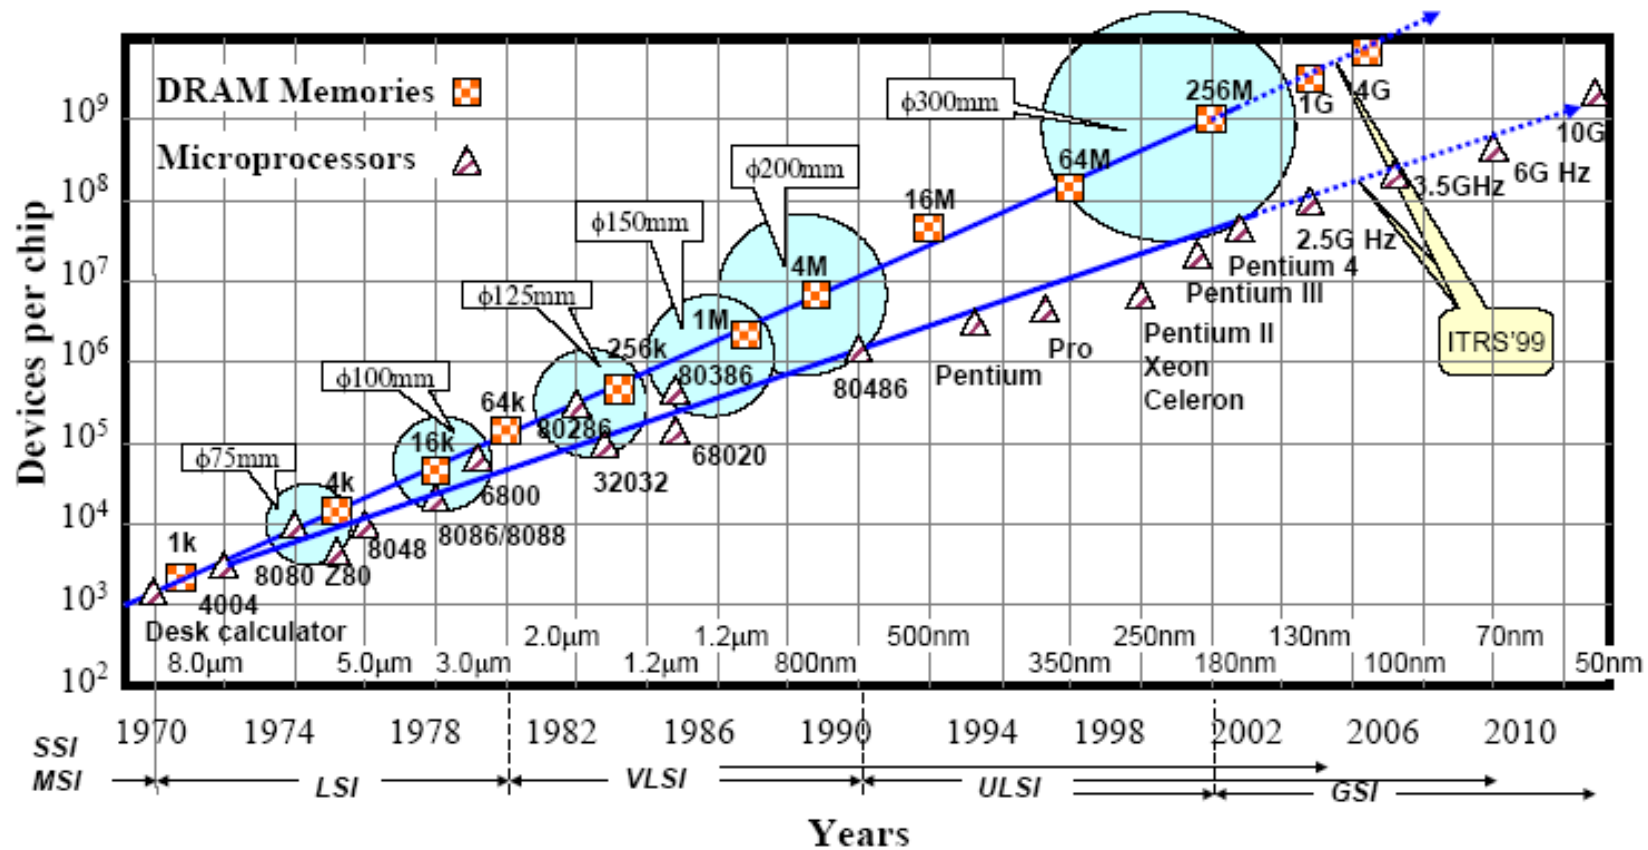 DRAM Memories
Microprocessors
Devices per chip
10⁹
10⁸
10⁷
10⁶
10⁵
10⁴
10³
10²
ϕ75mm
ϕ100mm
ϕ125mm
ϕ150mm
ϕ200mm
ϕ300mm
1k
4k
16k
64k
256k
1M
4M
16M
64M
256M
1G
4G
Desk calculator
4004
8080
Z80
8048
8086/8088
6800
80286
32032
80386
68020
80486
Pentium
Pro
Pentium II
Xeon
Celeron
Pentium III
Pentium 4
2.5G Hz
3.5GHz
6G Hz
10G
ITRS'99
8.0µm
5.0µm
3.0µm
2.0µm
1.2µm
1.2µm
800nm
500nm
350nm
250nm
180nm
130nm
100nm
70nm
50nm
1970 1974 1978 1982 1986 1990 1994 1998 2002 2006 2010
SSI
MSI LSI VLSI ULSI GSI
Years